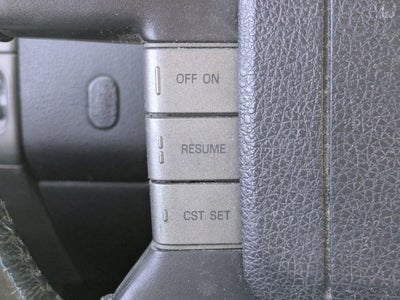 OFF ON
RESUME
CST SET